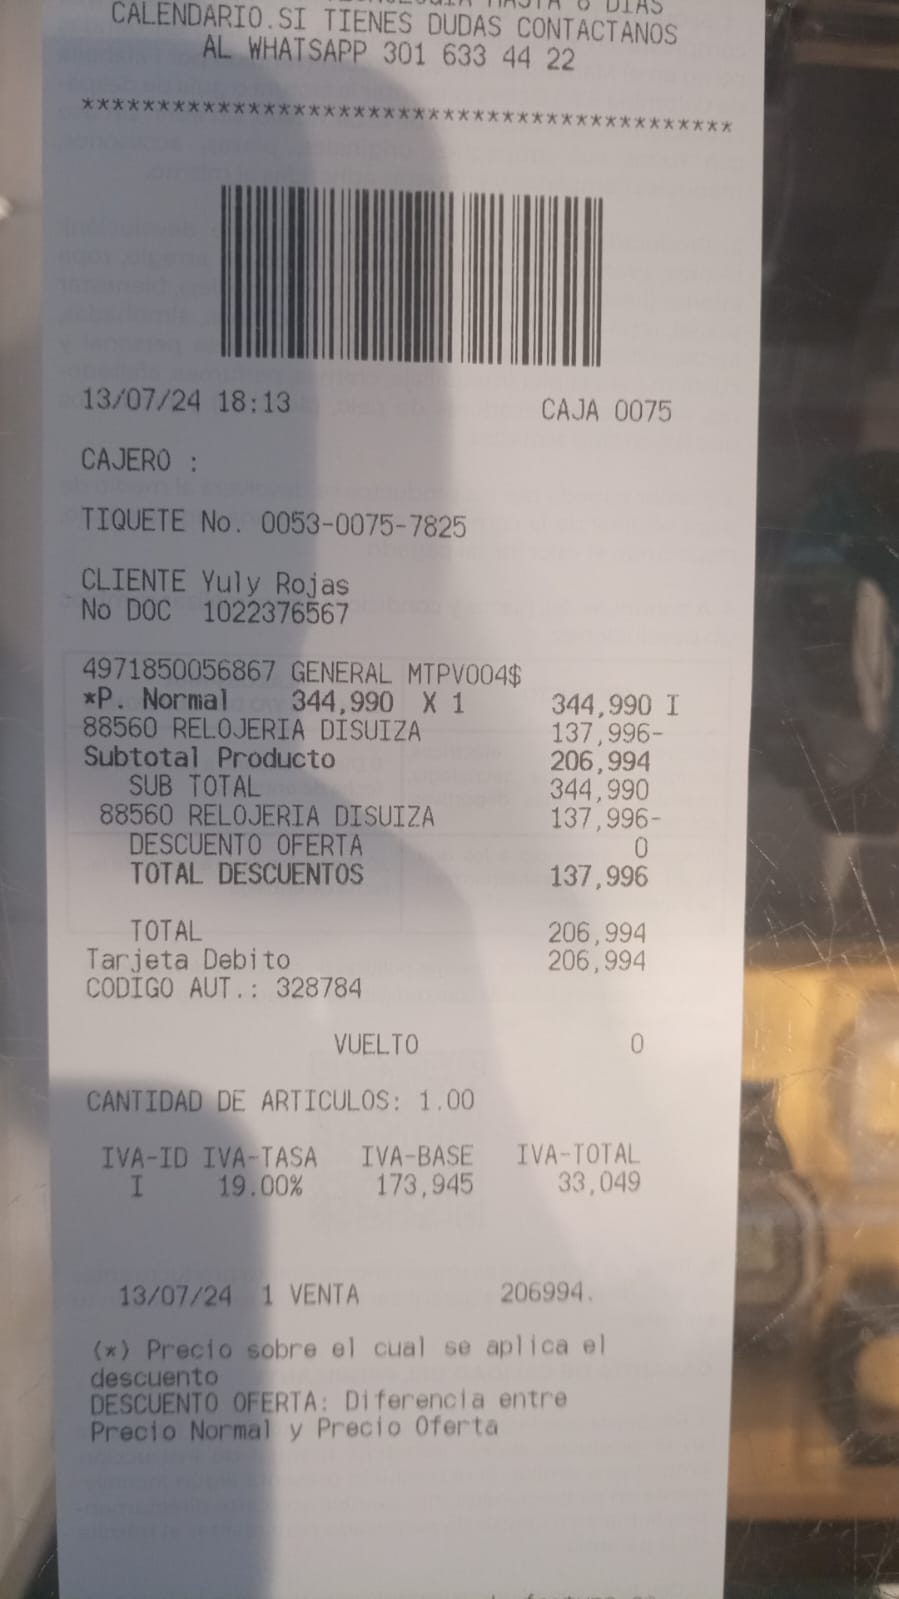 HASTA 8 DIAS
CALENDARIO.SI TIENES DUDAS CONTACTANOS
AL WHATSAPP 301 633 44 22
*******************************************
13/07/24 18:13 CAJA 0075
CAJERO :
TIQUETE No. 0053-0075-7825
CLIENTE Yuly Rojas
No DOC 1022376567
4971850056867 GENERAL MTPV004$
*P. Normal 344,990 X 1 344,990 I
88560 RELOJERIA DISUIZA 137,996-
Subtotal Producto 206,994
SUB TOTAL 344,990
88560 RELOJERIA DISUIZA 137,996-
DESCUENTO OFERTA 0
TOTAL DESCUENTOS 137,996
TOTAL 206,994
Tarjeta Debito 206,994
CODIGO AUT.: 328784
VUELTO 0
CANTIDAD DE ARTICULOS: 1.00
IVA-ID IVA-TASA IVA-BASE IVA-TOTAL
I 19.00% 173,945 33,049
13/07/24 1 VENTA 206994.
(*) Precio sobre el cual se aplica el
descuento
DESCUENTO OFERTA: Diferencia entre
Precio Normal y Precio Oferta